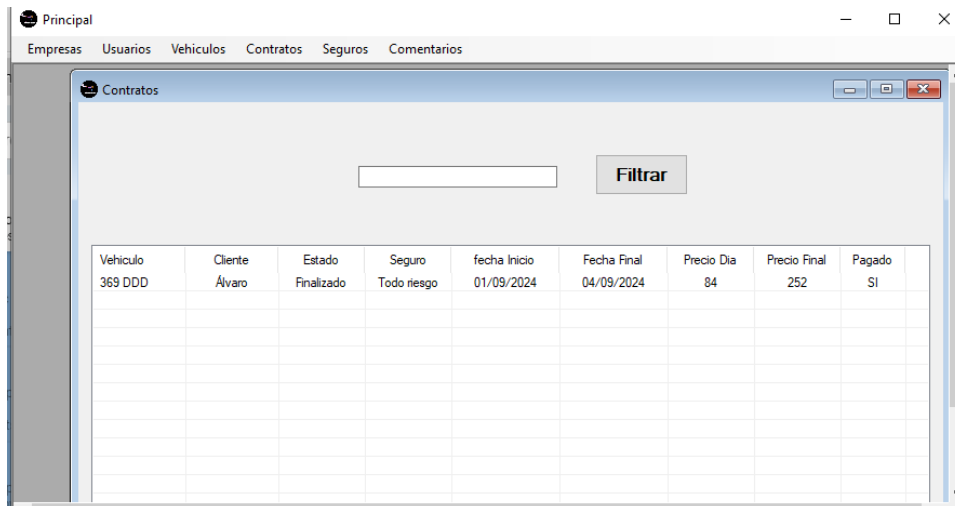 Principal
Empresas Usuarios Vehiculos Contratos Seguros Comentarios
Contratos
Filtrar
Vehiculo Cliente Estado Seguro fecha Inicio Fecha Final Precio Dia Precio Final Pagado
369 DDD Álvaro Finalizado Todo riesgo 01/09/2024 04/09/2024 84 252 SI